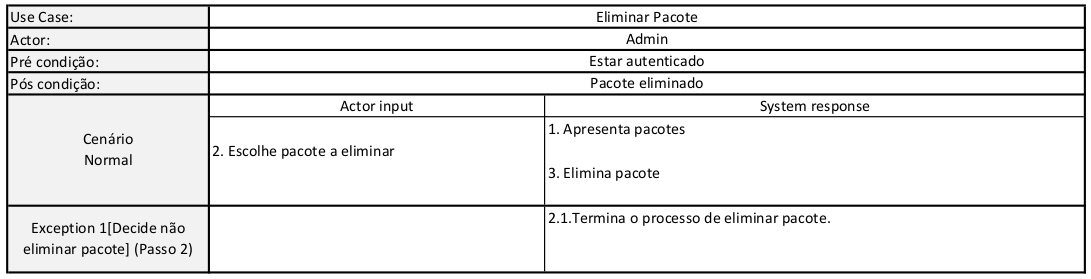 Use Case: Eliminar Pacote
Actor: Admin
Pré condição: Estar autenticado
Pós condição: Pacote eliminado
Actor input System response
Cenário
Normal
1. Apresenta pacotes
2. Escolhe pacote a eliminar
3. Elimina pacote
Exception 1[Decide não
eliminar pacote] (Passo 2)
2.1.Termina o processo de eliminar pacote.